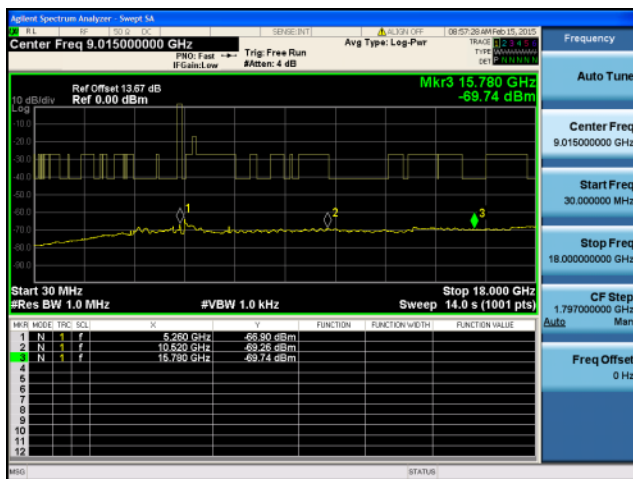 Agilent Spectrum Analyzer - Swept SA
RL RF 50 Ω DC SENSE:INT ALIGN OFF 08:57:28 AM Feb 15, 2015
Center Freq 9.015000000 GHz
PNO: Fast
IFGain:Low
Trig: Free Run
#Atten: 4 dB
Avg Type: Log-Pwr
TRACE 1 2 3 4 5 6
TYPE
DET P N N N N N
Ref Offset 13.67 dB
10 dB/div Ref 0.00 dBm
Log
Mkr3 15.780 GHz
-69.74 dBm
-10.0
-20.0
-30.0
-40.0
-50.0
-60.0
-70.0
-80.0
-90.0
1
2
3
Start 30 MHz
Stop 18.000 GHz
#Res BW 1.0 MHz
#VBW 1.0 kHz
Sweep 14.0 s (1001 pts)
MKR MODE TRC SCL X Y FUNCTION FUNCTION WIDTH FUNCTION VALUE
1 N 1 f 5.260 GHz -66.90 dBm
2 N 1 f 10.520 GHz -69.26 dBm
3 N 1 f 15.780 GHz -69.74 dBm
4
5
6
7
8
9
10
11
12
MSG
STATUS
Frequency
Auto Tune
Center Freq
9.015000000 GHz
Start Freq
30.000000 MHz
Stop Freq
18.000000000 GHz
CF Step
1.797000000 GHz
Auto Man
Freq Offset
0 Hz